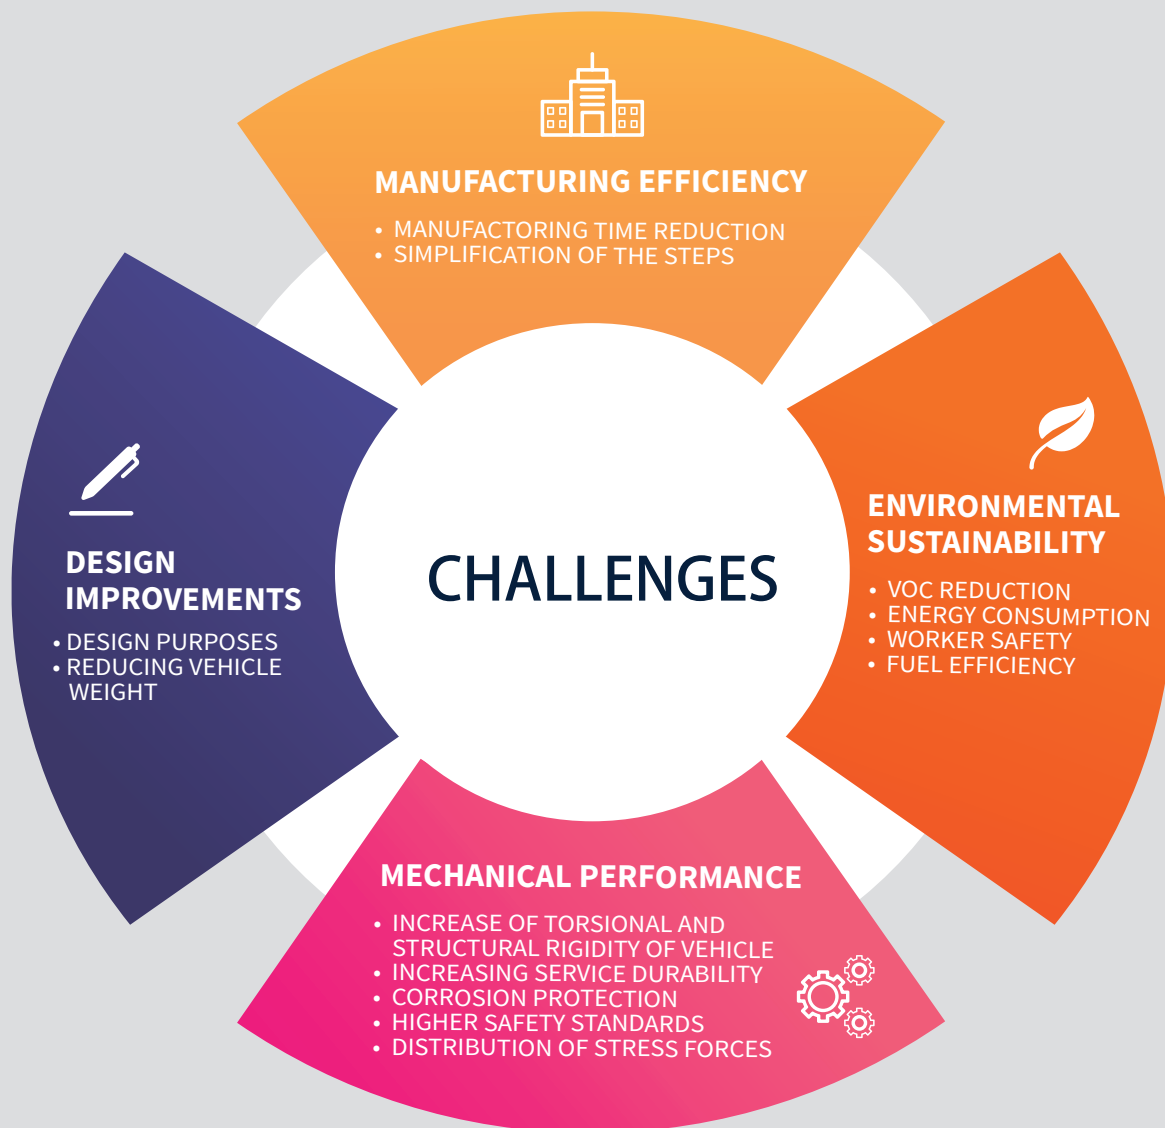 MANUFACTURING EFFICIENCY
• MANUFACTORING TIME REDUCTION
• SIMPLIFICATION OF THE STEPS
DESIGN
IMPROVEMENTS
• DESIGN PURPOSES
• REDUCING VEHICLE
WEIGHT
CHALLENGES
ENVIRONMENTAL
SUSTAINABILITY
• VOC REDUCTION
• ENERGY CONSUMPTION
• WORKER SAFETY
• FUEL EFFICIENCY
MECHANICAL PERFORMANCE
• INCREASE OF TORSIONAL AND
STRUCTURAL RIGIDITY OF VEHICLE
• INCREASING SERVICE DURABILITY
• CORROSION PROTECTION
• HIGHER SAFETY STANDARDS
• DISTRIBUTION OF STRESS FORCES